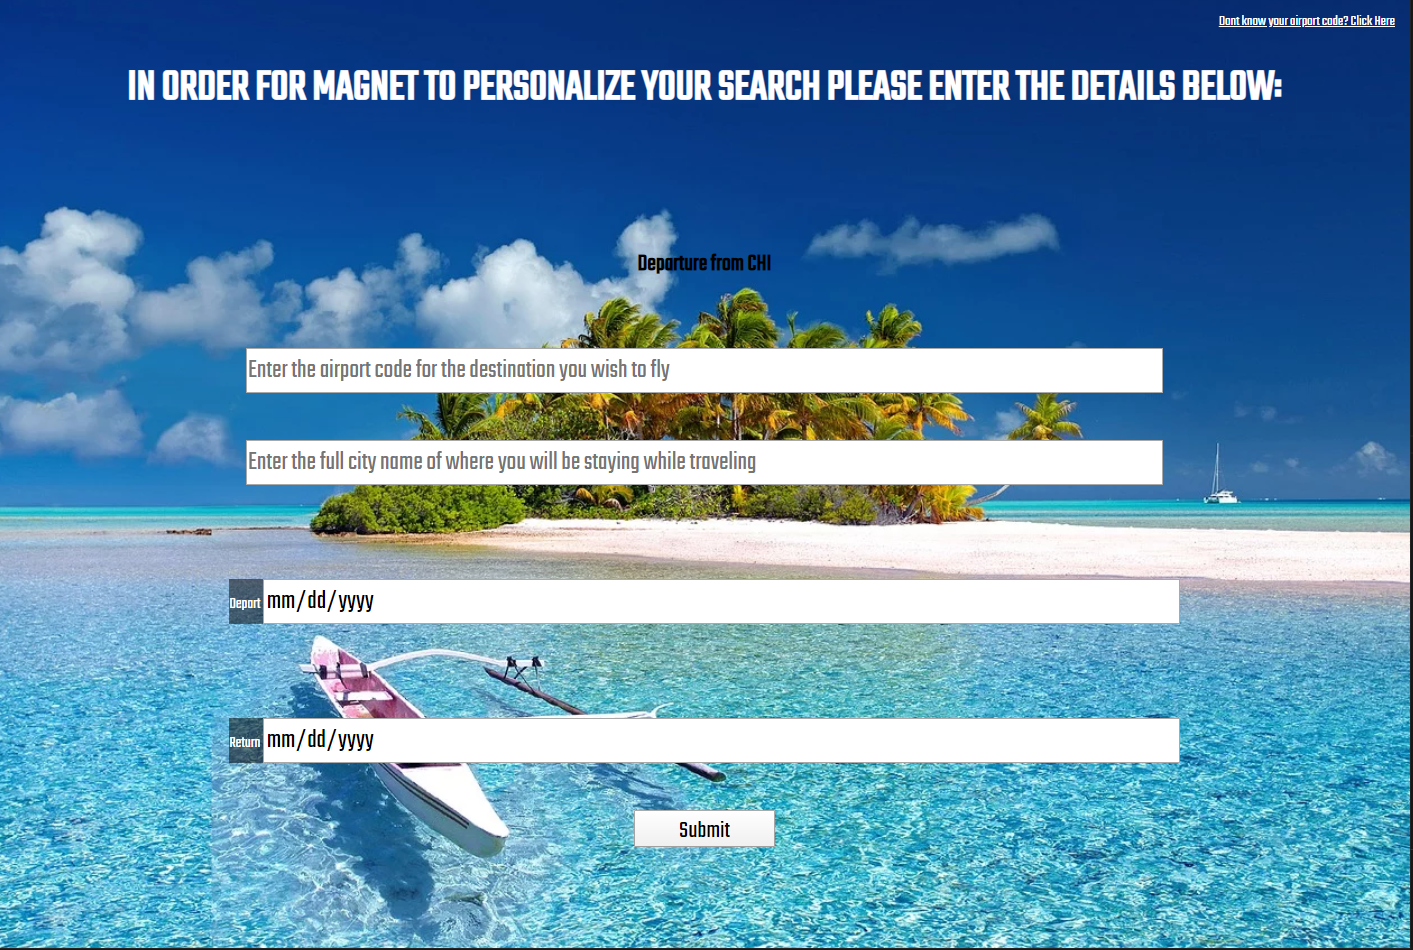 Dont know your airport code? Click Here
IN ORDER FOR MAGNET TO PERSONALIZE YOUR SEARCH PLEASE ENTER THE DETAILS BELOW:
Departure from CHI
Enter the airport code for the destination you wish to fly
Enter the full city name of where you will be staying while traveling
Depart mm/dd/yyyy
Return mm/dd/yyyy
Submit